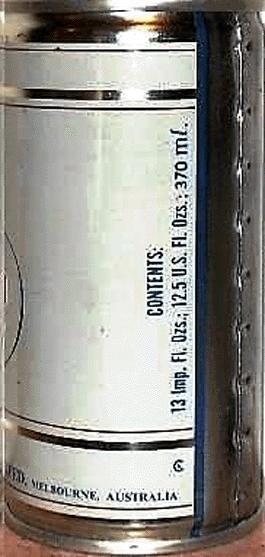 CONTENTS:
13 Imp. Fl. Ozs.; 12.5 U.S. Fl. Ozs.; 370 ml.
MELBOURNE, AUSTRALIA